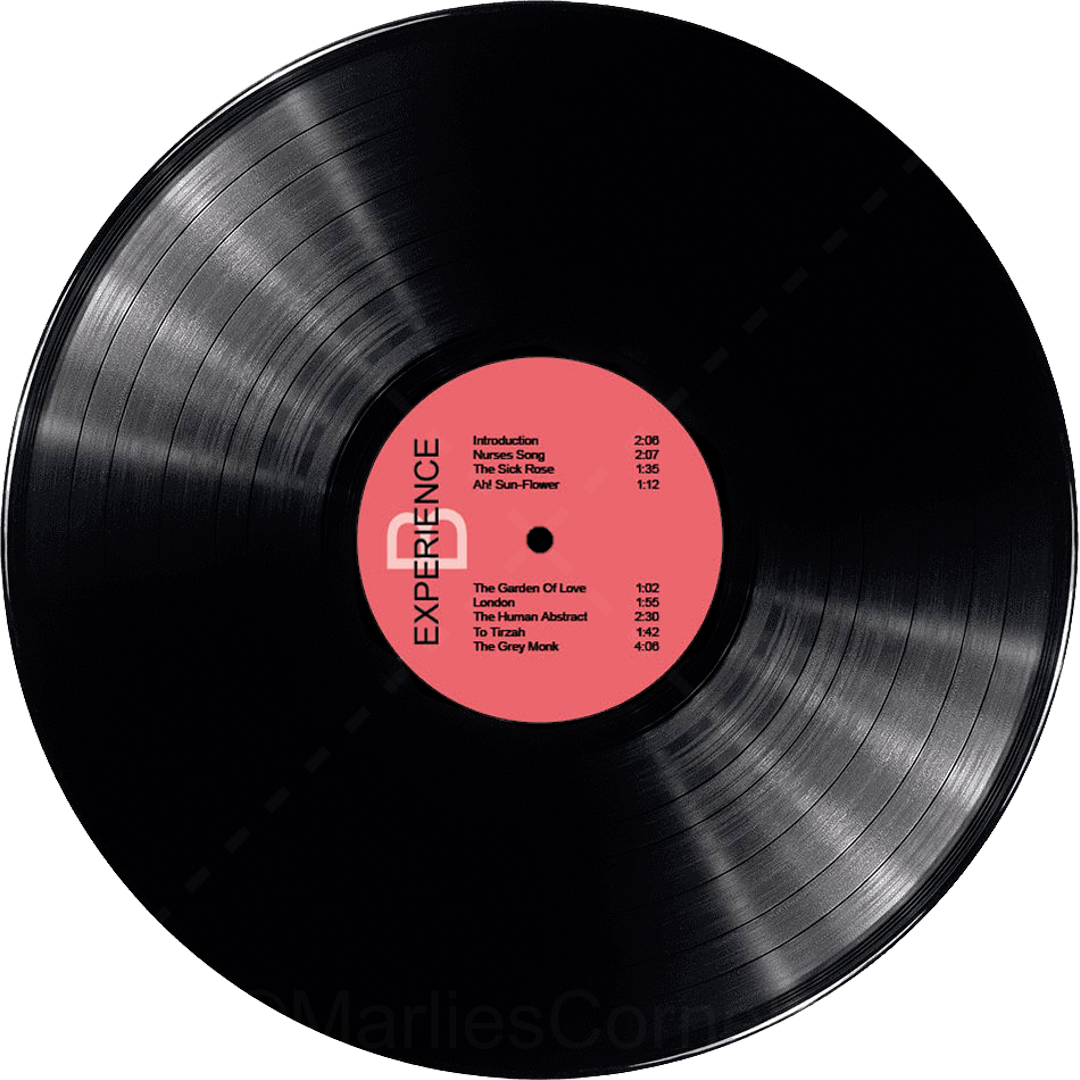 EXPERIENCE
D
Introduction 2:06
Nurses Song 2:07
The Sick Rose 1:35
Ah! Sun-Flower 1:12
The Garden Of Love 1:02
London 1:55
The Human Abstract 2:30
To Tirzah 1:42
The Grey Monk 4:06
©MarliesCorn